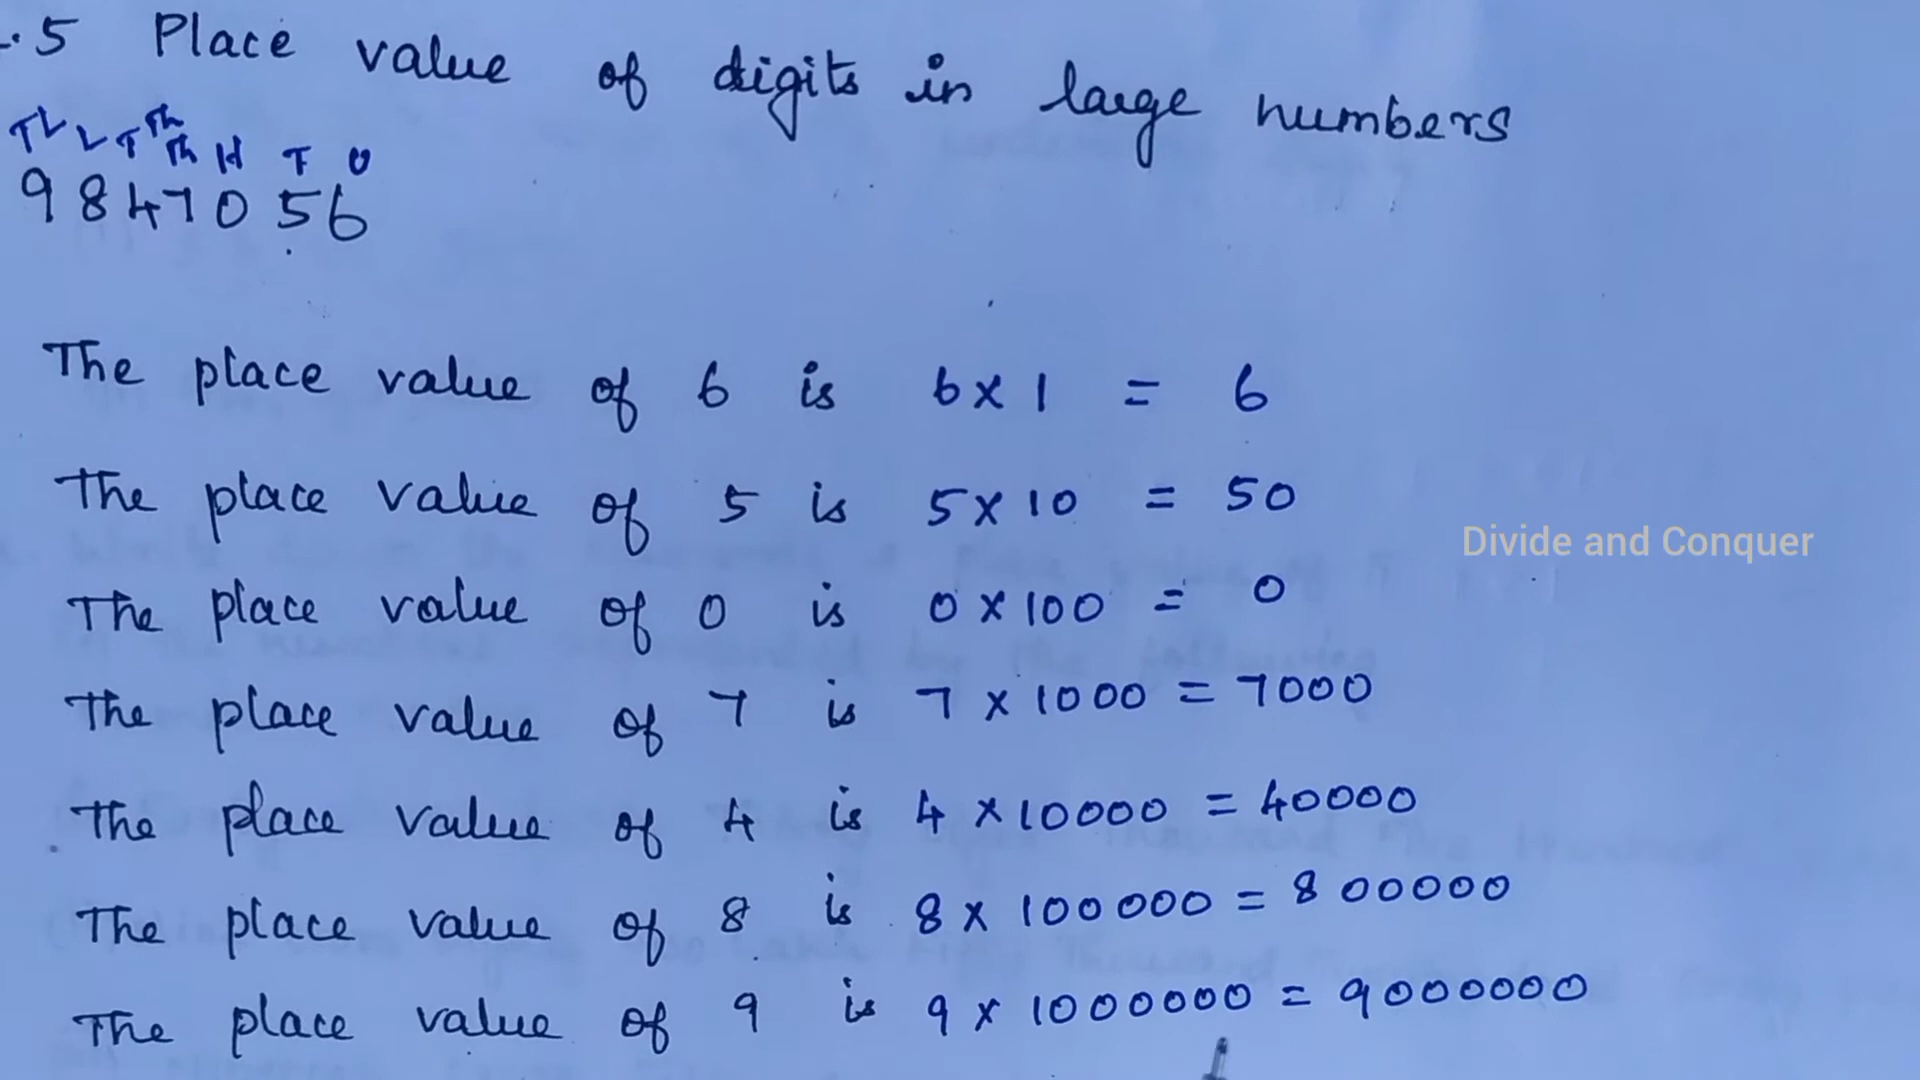 .5 Place value of digits in large numbers
TL L T Th Th H T O
9847056
The place value of 6 is 6 x 1 = 6
The place value of 5 is 5 x 10 = 50
Divide and Conquer
The place value of 0 is 0 x 100 = 0
The place value of 7 is 7 x 1000 = 7000
The place value of 4 is 4 x 10000 = 40000
The place value of 8 is 8 x 100000 = 800000
The place value of 9 is 9 x 1000000 = 9000000